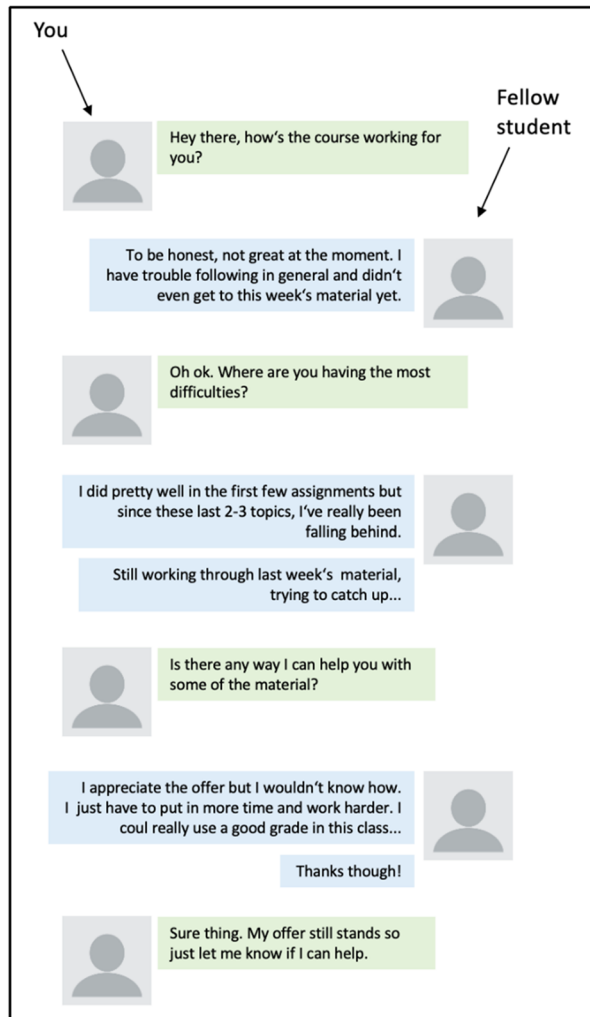 You
Fellow
student
Hey there, how‘s the course working for
you?
To be honest, not great at the moment. I
have trouble following in general and didn‘t
even get to this week‘s material yet.
Oh ok. Where are you having the most
difficulties?
I did pretty well in the first few assignments but
since these last 2-3 topics, I‘ve really been
falling behind.
Still working through last week‘s material,
trying to catch up...
Is there any way I can help you with
some of the material?
I appreciate the offer but I wouldn‘t know how.
I just have to put in more time and work harder. I
coul really use a good grade in this class...
Thanks though!
Sure thing. My offer still stands so
just let me know if I can help.